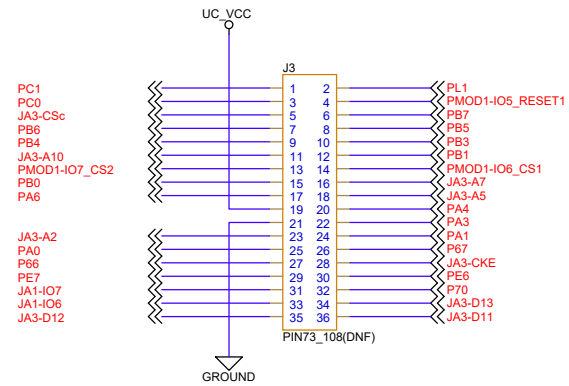 UC_VCC
J3
PC1 1 2 PL1
PC0 3 4 PMOD1-IO5_RESET1
JA3-CSc 5 6 PB7
PB6 7 8 PB5
PB4 9 10 PB3
JA3-A10 11 12 PB1
PMOD1-IO7_CS2 13 14 PMOD1-IO6_CS1
PB0 15 16 JA3-A7
PA6 17 18 JA3-A5
19 20 PA4
21 22 PA3
JA3-A2 23 24 PA1
PA0 25 26 P67
P66 27 28 JA3-CKE
PE7 29 30 PE6
JA1-IO7 31 32 P70
JA1-IO6 33 34 JA3-D13
JA3-D12 35 36 JA3-D11
PIN73_108(DNF)
GROUND